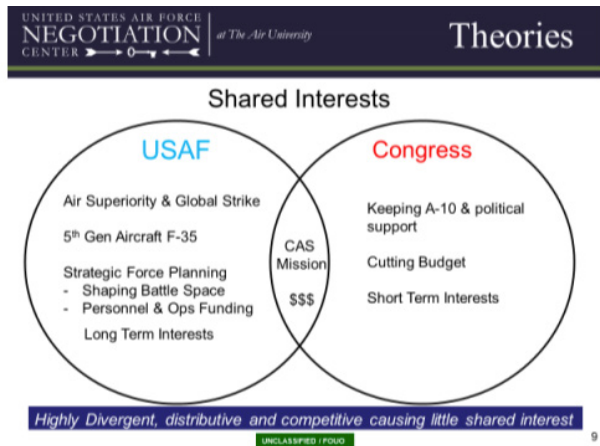 UNITED STATES AIR FORCE
NEGOTIATION
CENTER
at The Air University
Theories
Shared Interests
USAF
Air Superiority & Global Strike
5th Gen Aircraft F-35
Strategic Force Planning
- Shaping Battle Space
- Personnel & Ops Funding
Long Term Interests
CAS
Mission
$$$
Congress
Keeping A-10 & political
support
Cutting Budget
Short Term Interests
Highly Divergent, distributive and competitive causing little shared interest
UNCLASSIFIED / FOUO
9